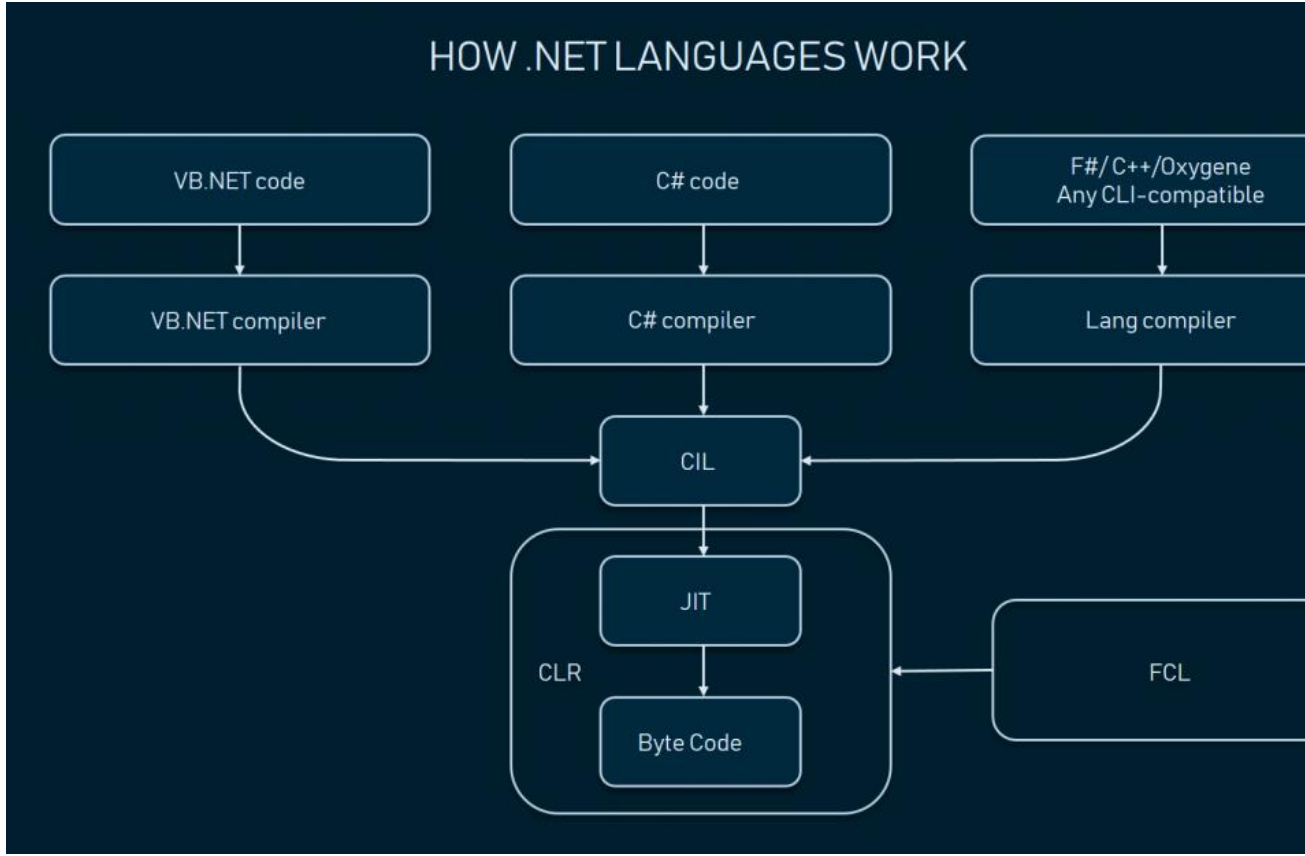 HOW .NET LANGUAGES WORK
VB.NET code
C# code
F#/ C++/Oxygene
Any CLI-compatible
VB.NET compiler
C# compiler
Lang compiler
CIL
JIT
CLR
FCL
Byte Code